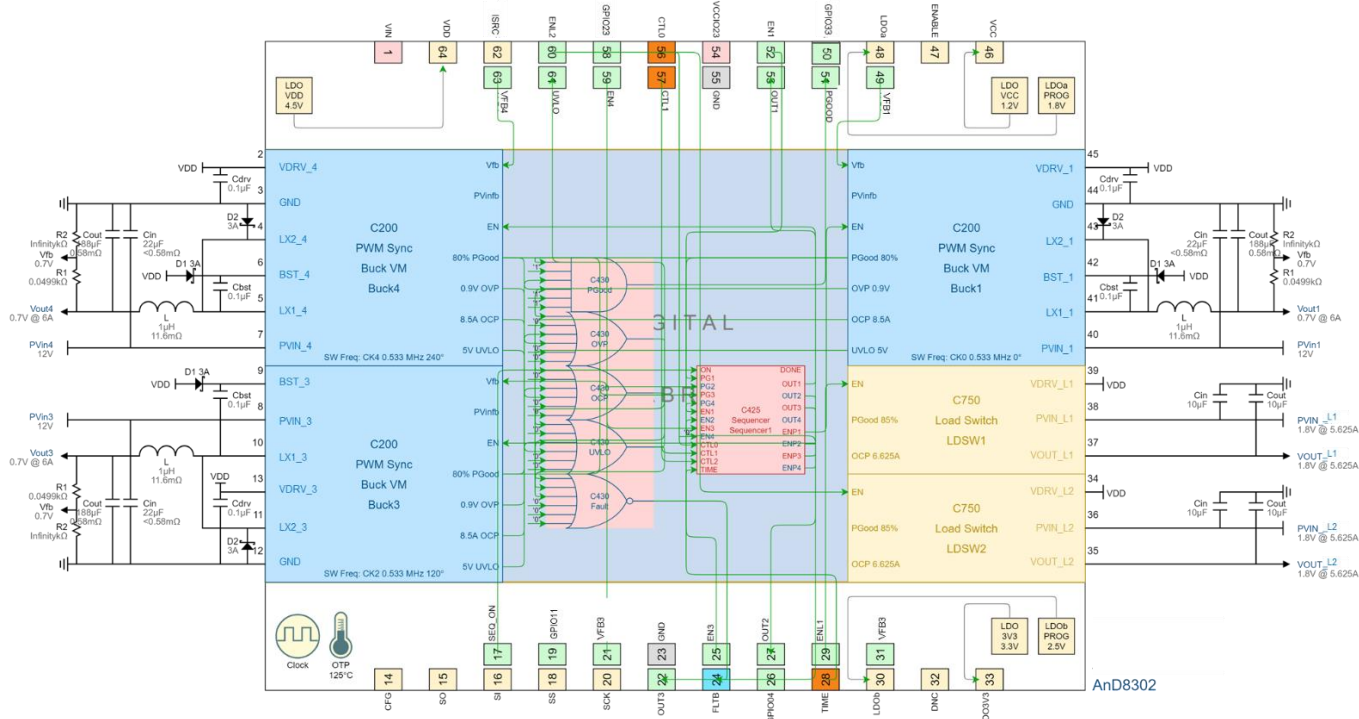 VIN
VDD
ISRC
ENL2
GPIO23
CTL0
VCCIO23
EN1
GPIO33
LDOa
ENABLE
VCC
1
64
62
60
58
56
54
52
50
48
47
46
63
61
59
57
55
53
51
49
VFB4
UVLO
EN4
CTL1
GND
OUT1
PGOOD
VFB1
LDO
VDD
4.5V
LDO
VCC
1.2V
LDOa
PROG
1.8V
2
VDRV_4
3
GND
4
LX2_4
6
BST_4
5
LX1_4
7
PVIN_4
C200
PWM Sync
Buck VM
Buck4
Vfb
PVinfb
EN
80% PGood
0.9V OVP
8.5A OCP
5V UVLO
SW Freq: CK4 0.533 MHz 240°
VDD
Cdrv
0.1µF
D2
3A
R2
InfinitykΩ
Vfb
0.7V
R1
0.0499kΩ
Cout
188µF
0.58mΩ
Cin
22µF
<0.58mΩ
D1 3A
VDD
Cbst
0.1µF
Vout4
0.7V @ 6A
L
1µH
11.6mΩ
PVin4
12V
9
BST_3
8
PVIN_3
10
LX1_3
13
VDRV_3
11
LX2_3
12
GND
C200
PWM Sync
Buck VM
Buck3
Vfb
PVinfb
EN
80% PGood
0.9V OVP
8.5A OCP
5V UVLO
SW Freq: CK2 0.533 MHz 120°
D1 3A
VDD
Cbst
0.1µF
PVin3
12V
Vout3
0.7V @ 6A
L
1µH
11.6mΩ
VDD
R1
0.0499kΩ
Vfb
0.7V
R2
InfinitykΩ
Cout
188µF
0.58mΩ
Cin
22µF
<0.58mΩ
Cdrv
0.1µF
D2
3A
C430
PGood
C430
OVP
C430
OCP
C430
UVLO
C430
Fault
GITAL
BR
ON
PG1
PG2
PG3
PG4
EN1
EN2
EN3
EN4
CTL0
CTL1
CTL2
TIME
C425
Sequencer
Sequencer1
DONE
OUT1
OUT2
OUT3
OUT4
ENP1
ENP2
ENP3
ENP4
Vfb
PVinfb
EN
PGood 80%
OVP 0.9V
OCP 8.5A
UVLO 5V
C200
PWM Sync
Buck VM
Buck1
SW Freq: CK0 0.533 MHz 0°
45
VDRV_1
44
GND
43
LX2_1
42
BST_1
41
LX1_1
40
PVIN_1
VDD
Cdrv
0.1µF
D2
3A
Cin
22µF
<0.58mΩ
Cout
188µF
0.58mΩ
R2
InfinitykΩ
Vfb
0.7V
R1
0.0499kΩ
D1 3A
VDD
Cbst
0.1µF
L
1µH
11.6mΩ
Vout1
0.7V @ 6A
PVin1
12V
EN
PGood 85%
OCP 6.625A
C750
Load Switch
LDSW1
39
VDRV_L1
38
PVIN_L1
37
VOUT_L1
VDD
Cin
10µF
Cout
10µF
PVIN_L1
1.8V @ 5.625A
VOUT_L1
1.8V @ 5.625A
EN
PGood 85%
OCP 6.625A
C750
Load Switch
LDSW2
34
VDRV_L2
36
PVIN_L2
35
VOUT_L2
VDD
Cin
10µF
Cout
10µF
PVIN_L2
1.8V @ 5.625A
VOUT_L2
1.8V @ 5.625A
Clock
OTP
125°C
LDO
3V3
3.3V
LDOb
PROG
2.5V
SEQ_ON
GPIO11
VFB3
GND
EN3
OUT2
ENL1
VFB3
17
19
21
23
25
27
29
31
14
15
16
18
20
22
24
26
28
30
32
33
CFG
SO
SI
SS
SCK
OUT3
FLTB
TIME
LDOb
DNC
AnD8302